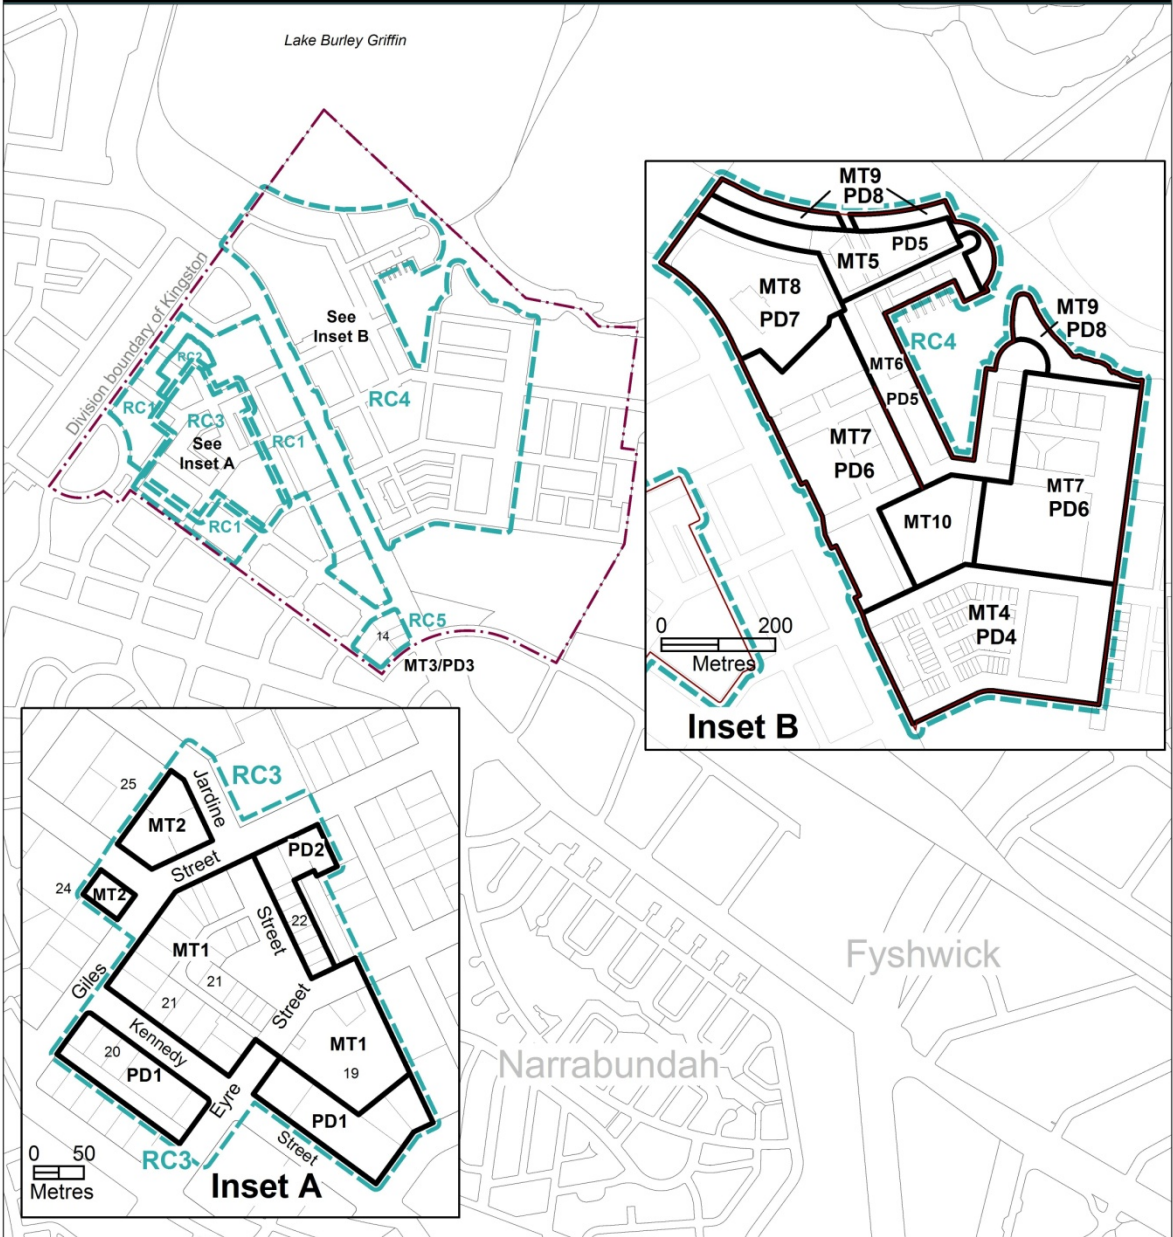 Lake Burley Griffin
Division boundary of Kingston
See
Inset B
RC2
RC1
RC3
See
Inset A
RC1
RC4
RC1
RC5
14
MT3/PD3
MT9
PD8
PD5
MT5
MT8
PD7
MT9
PD8
RC4
MT6
PD5
MT7
PD6
MT7
PD6
MT10
MT4
PD4
0 200
Metres
Inset B
25
Jardine
RC3
MT2
Street
PD2
24
MT2
22
Street
MT1
21
21
Giles
Street
Kennedy
MT1
19
20
PD1
Eyre
PD1
Street
RC3
0 50
Metres
Inset A
Fyshwick
Narrabundah